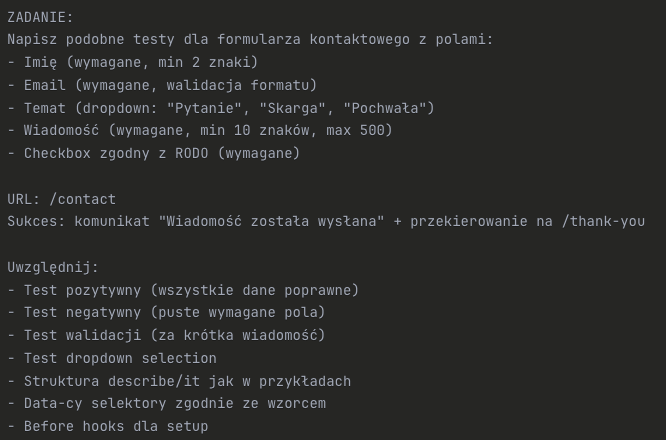 ZADANIE:
Napisz podobne testy dla formularza kontaktowego z polami:
- Imię (wymagane, min 2 znaki)
- Email (wymagane, walidacja formatu)
- Temat (dropdown: "Pytanie", "Skarga", "Pochwała")
- Wiadomość (wymagane, min 10 znaków, max 500)
- Checkbox zgodny z RODO (wymagane)
URL: /contact
Sukces: komunikat "Wiadomość została wysłana" + przekierowanie na /thank-you
Uwzględnij:
- Test pozytywny (wszystkie dane poprawne)
- Test negatywny (puste wymagane pola)
- Test walidacji (za krótka wiadomość)
- Test dropdown selection
- Struktura describe/it jak w przykładach
- Data-cy selektory zgodnie ze wzorcem
- Before hooks dla setup